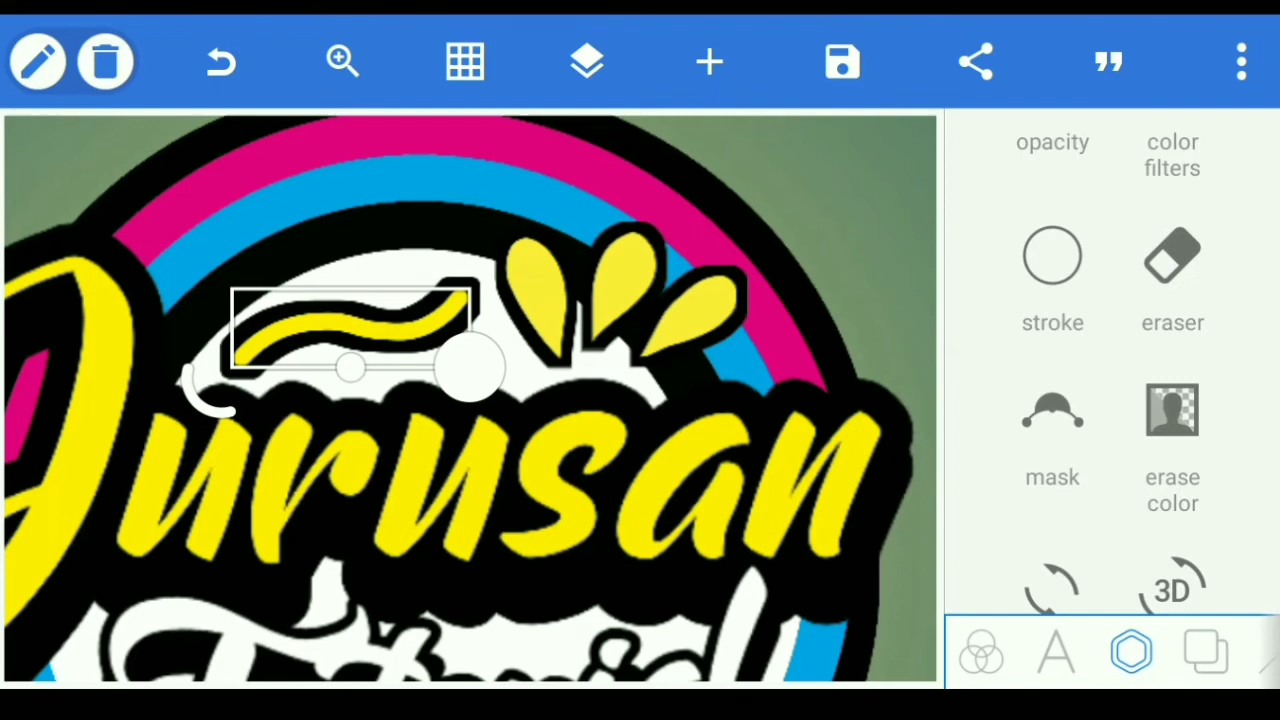 opacity
color
filters
stroke
eraser
mask
erase
color
3D
A
Jurusan